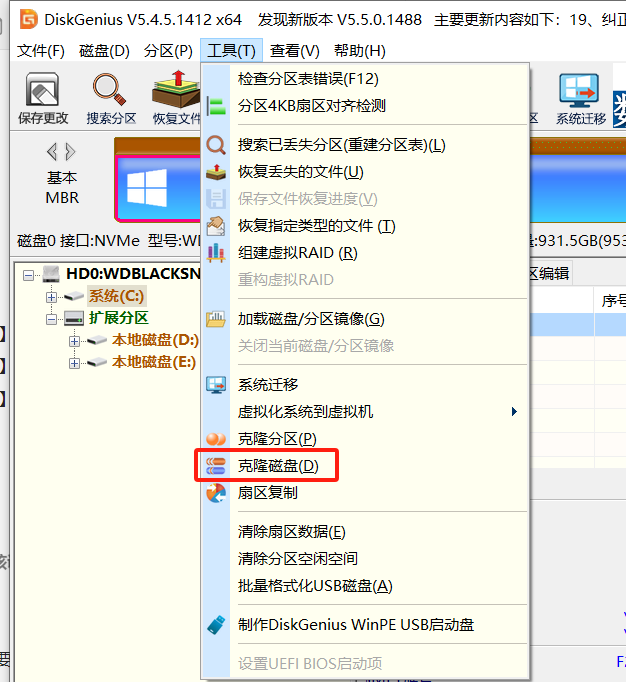 DiskGenius V5.4.5.1412 x64 发现新版本 V5.5.0.1488 主要更新内容如下：19、纠正
文件(F) 磁盘(D) 分区(P) 工具(T) 查看(V) 帮助(H)
保存更改 搜索分区 恢复文件 区 系统迁移 数
检查分区表错误(F12)
分区4KB扇区对齐检测
搜索已丢失分区(重建分区表)(L)
恢复丢失的文件(U)
保存文件恢复进度(V)
恢复指定类型的文件 (T)
组建虚拟RAID (R)
重构虚拟RAID
加载磁盘/分区镜像(G)
关闭当前磁盘/分区镜像
系统迁移
虚拟化系统到虚拟机
克隆分区(P)
克隆磁盘(D)
扇区复制
清除扇区数据(E)
清除分区空闲空间
批量格式化USB磁盘(A)
制作DiskGenius WinPE USB启动盘
设置UEFI BIOS启动项
基本
MBR
磁盘0 接口:NVMe 型号:WD :931.5GB(953
HD0:WDBLACKSN
系统(C:)
扩展分区
本地磁盘(D:)
本地磁盘(E:)
区编辑
序号
】
】
】
要